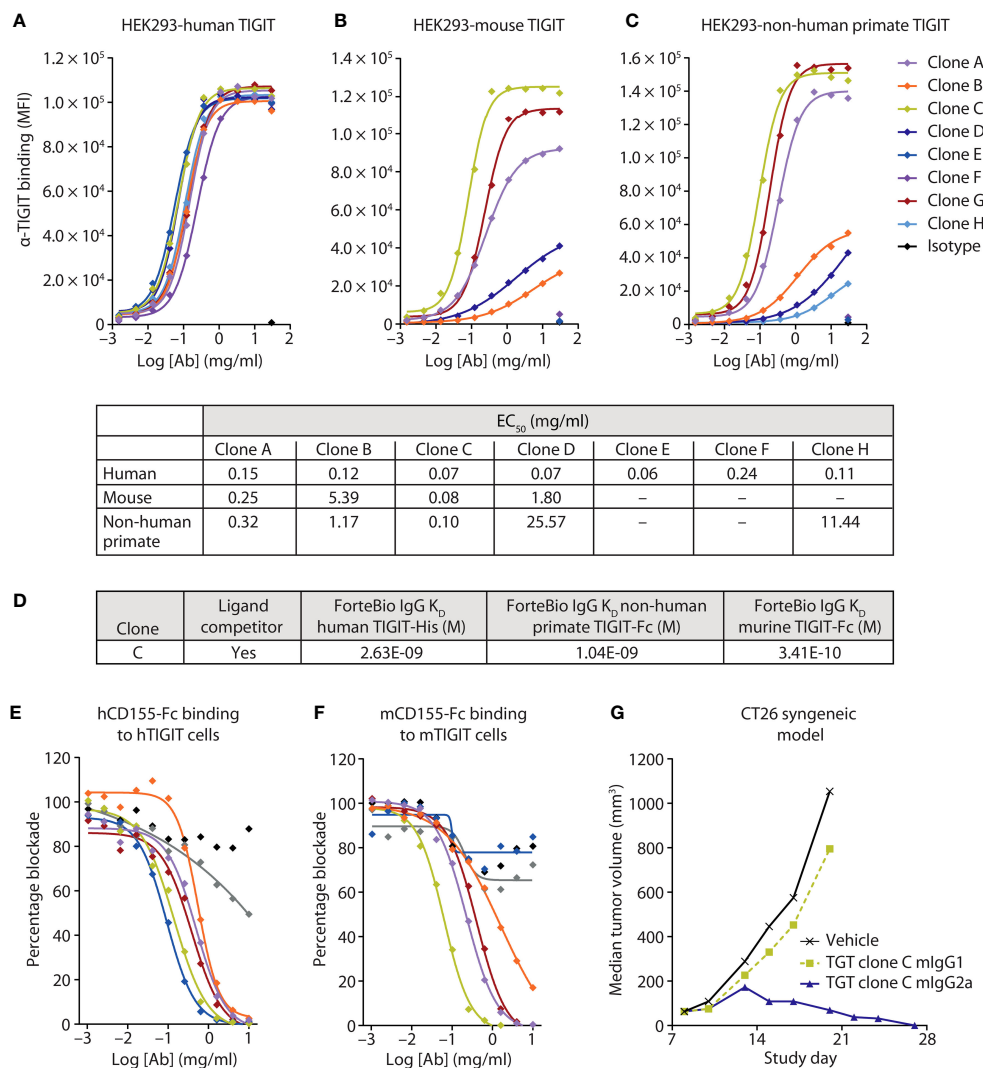 A
HEK293-human TIGIT
1.2 × 10⁵
1.0 × 10⁵
8.0 × 10⁴
6.0 × 10⁴
4.0 × 10⁴
2.0 × 10⁴
0
α-TIGIT binding (MFI)
–3 –2 –1 0 1 2
Log [Ab] (mg/ml)
B
HEK293-mouse TIGIT
1.4 × 10⁵
1.2 × 10⁵
1.0 × 10⁵
8.0 × 10⁴
6.0 × 10⁴
4.0 × 10⁴
2.0 × 10⁴
0
–3 –2 –1 0 1 2
Log [Ab] (mg/ml)
C
HEK293-non-human primate TIGIT
1.6 × 10⁵
1.4 × 10⁵
1.2 × 10⁵
1.0 × 10⁵
8.0 × 10⁴
6.0 × 10⁴
4.0 × 10⁴
2.0 × 10⁴
0
–3 –2 –1 0 1 2
Log [Ab] (mg/ml)
Clone A
Clone B
Clone C
Clone D
Clone E
Clone F
Clone G
Clone H
Isotype
EC₅₀ (mg/ml)
Clone A Clone B Clone C Clone D Clone E Clone F Clone H
Human 0.15 0.12 0.07 0.07 0.06 0.24 0.11
Mouse 0.25 5.39 0.08 1.80 – – –
Non-human primate 0.32 1.17 0.10 25.57 – – 11.44
D
Clone Ligand competitor ForteBio IgG K_D human TIGIT-His (M) ForteBio IgG K_D non-human primate TIGIT-Fc (M) ForteBio IgG K_D murine TIGIT-Fc (M)
C Yes 2.63E-09 1.04E-09 3.41E-10
E
hCD155-Fc binding
to hTIGIT cells
120
100
80
60
40
20
0
Percentage blockade
–3 –2 –1 0 1
Log [Ab] (mg/ml)
F
mCD155-Fc binding
to mTIGIT cells
120
100
80
60
40
20
0
Percentage blockade
–3 –2 –1 0 1
Log [Ab] (mg/ml)
G
CT26 syngeneic
model
1200
1000
800
600
400
200
0
Median tumor volume (mm³)
Vehicle
TGT clone C mIgG1
TGT clone C mIgG2a
7 14 21 28
Study day